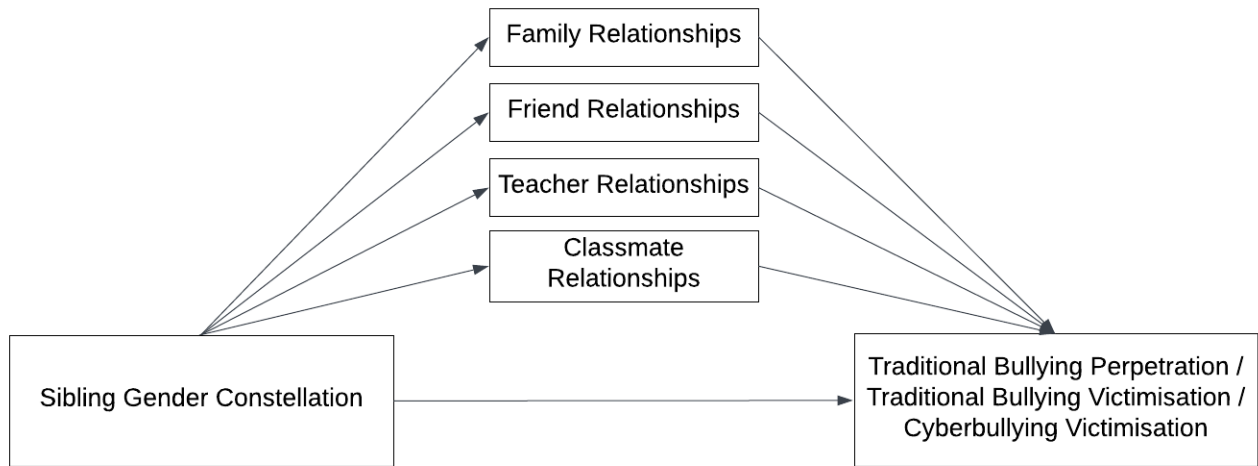 Family Relationships
Friend Relationships
Teacher Relationships
Classmate
Relationships
Sibling Gender Constellation
Traditional Bullying Perpetration /
Traditional Bullying Victimisation /
Cyberbullying Victimisation